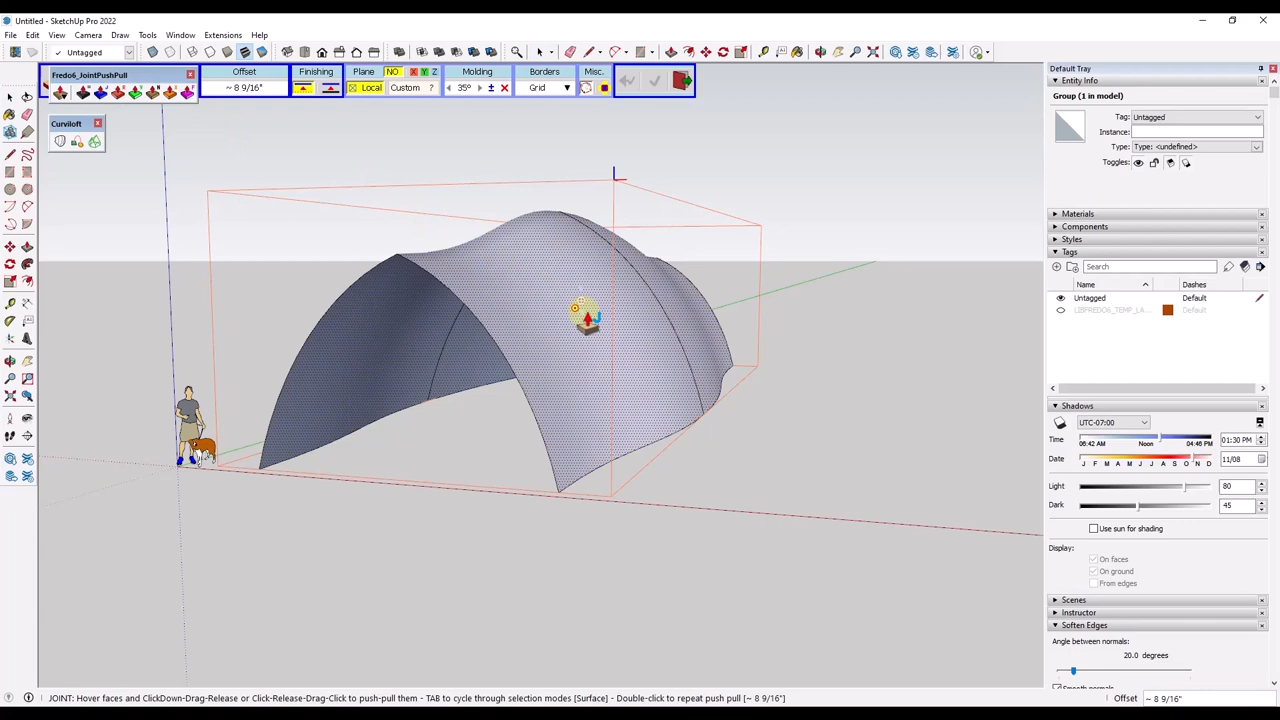 Untitled - SketchUp Pro 2022
File Edit View Camera Draw Tools Window Extensions Help
Untagged
Fredo6_JointPushPull
Offset
~ 8 9/16"
Finishing
Plane NO X Y Z
Local Custom ?
Molding
35º
Borders
Grid
Misc.
Curviloft
Default Tray
Entity Info
Group (1 in model)
Tag: Untagged
Instance:
Type: Type: <undefined>
Toggles:
Materials
Components
Styles
Tags
Search
Name Dashes
Untagged Default
LIBFREDO6_TEMP_LA... Default
Shadows
UTC-07:00
Time 06:42 AM Noon 04:46 PM 01:30 PM
Date J F M A M J J A S O N D 11/08
Light 80
Dark 45
Use sun for shading
Display:
On faces
On ground
From edges
Scenes
Instructor
Soften Edges
Angle between normals:
20.0 degrees
Smooth normals
JOINT: Hover faces and ClickDown-Drag-Release or Click-Release-Drag-Click to push-pull them - TAB to cycle through selection modes [Surface] - Double-click to repeat push pull [~ 8 9/16"]
Offset ~ 8 9/16"